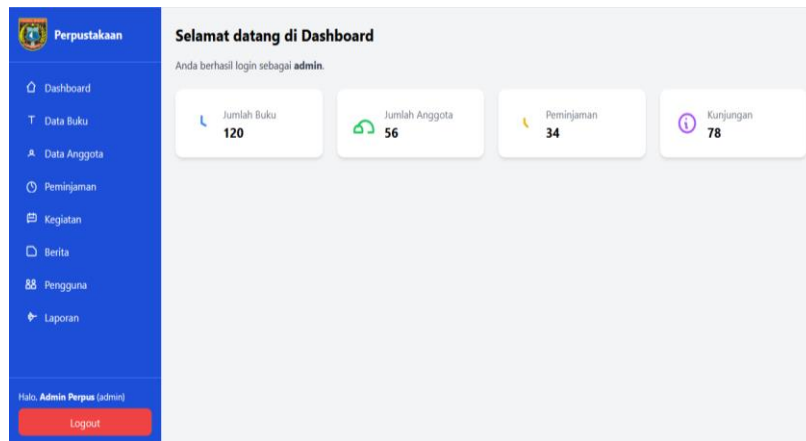 Perpustakaan
Dashboard
Data Buku
Data Anggota
Peminjaman
Kegiatan
Berita
Pengguna
Laporan
Halo, Admin Perpus (admin)
Logout
Selamat datang di Dashboard
Anda berhasil login sebagai admin.
Jumlah Buku
120
Jumlah Anggota
56
Peminjaman
34
Kunjungan
78